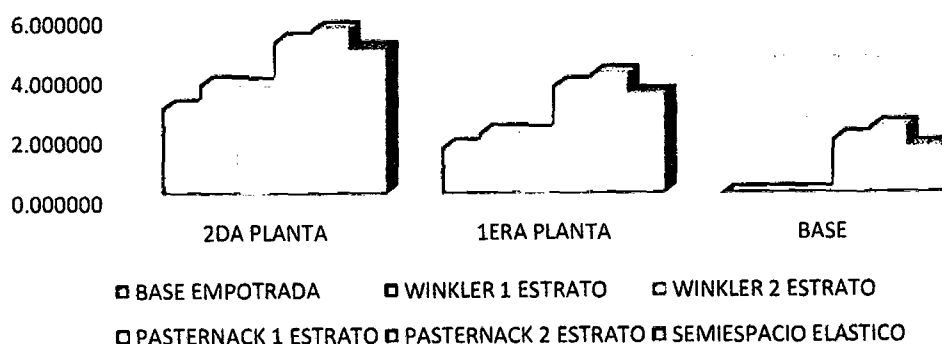 6.000000
4.000000
2.000000
0.000000
2DA PLANTA 1ERA PLANTA BASE
BASE EMPOTRADA WINKLER 1 ESTRATO WINKLER 2 ESTRATO
PASTERNACK 1 ESTRATO PASTERNACK 2 ESTRATO SEMIESPACIO ELASTICO